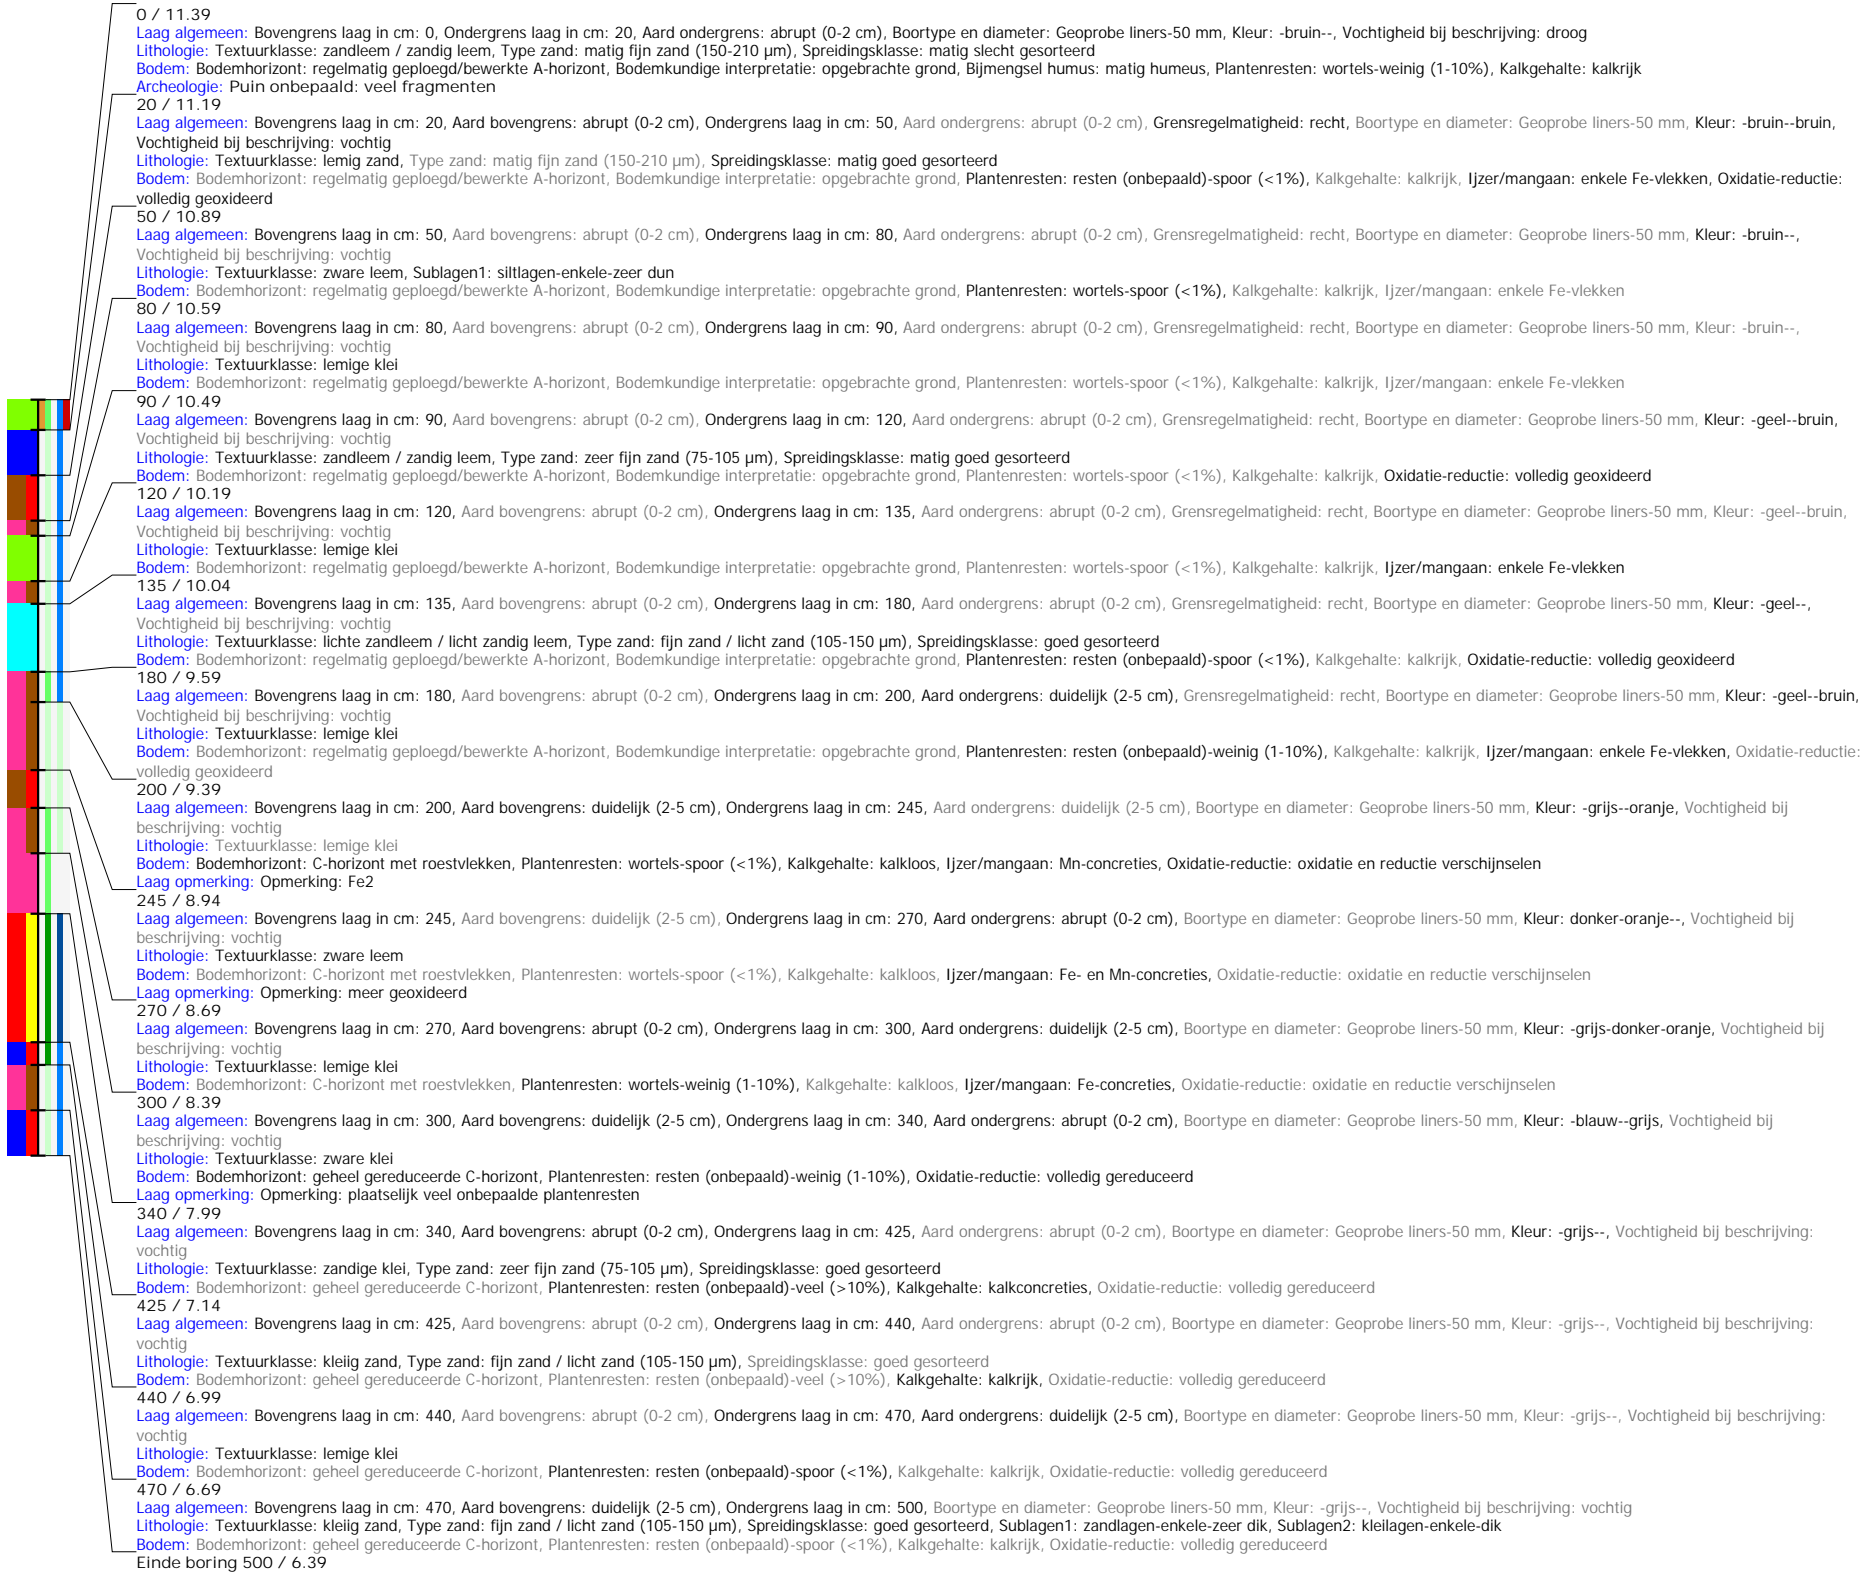 0 / 11.39
Laag algemeen: Bovengrens laag in cm: 0, Ondergrens laag in cm: 20, Aard ondergrens: abrupt (0-2 cm), Boortype en diameter: Geoprobe liners-50 mm, Kleur: -bruin--, Vochtigheid bij beschrijving: droog
Lithologie: Textuurklasse: zandleem / zandig leem, Type zand: matig fijn zand (150-210 µm), Spreidingsklasse: matig slecht gesorteerd
Bodem: Bodemhorizont: regelmatig geploegd/bewerkte A-horizont, Bodemkundige interpretatie: opgebrachte grond, Bijmengsel humus: matig humeus, Plantenresten: wortels-weinig (1-10%), Kalkgehalte: kalkrijk
Archeologie: Puin onbepaald: veel fragmenten
20 / 11.19
Laag algemeen: Bovengrens laag in cm: 20, Aard bovengrens: abrupt (0-2 cm), Ondergrens laag in cm: 50, Aard ondergrens: abrupt (0-2 cm), Grensregelmatigheid: recht, Boortype en diameter: Geoprobe liners-50 mm, Kleur: -bruin--bruin,
Vochtigheid bij beschrijving: vochtig
Lithologie: Textuurklasse: lemig zand, Type zand: matig fijn zand (150-210 µm), Spreidingsklasse: matig goed gesorteerd
Bodem: Bodemhorizont: regelmatig geploegd/bewerkte A-horizont, Bodemkundige interpretatie: opgebrachte grond, Plantenresten: resten (onbepaald)-spoor (<1%), Kalkgehalte: kalkrijk, Ijzer/mangaan: enkele Fe-vlekken, Oxidatie-reductie:
volledig geoxideerd
50 / 10.89
Laag algemeen: Bovengrens laag in cm: 50, Aard bovengrens: abrupt (0-2 cm), Ondergrens laag in cm: 80, Aard ondergrens: abrupt (0-2 cm), Grensregelmatigheid: recht, Boortype en diameter: Geoprobe liners-50 mm, Kleur: -bruin--,
Vochtigheid bij beschrijving: vochtig
Lithologie: Textuurklasse: zware leem, Sublagen1: siltlagen-enkele-zeer dun
Bodem: Bodemhorizont: regelmatig geploegd/bewerkte A-horizont, Bodemkundige interpretatie: opgebrachte grond, Plantenresten: wortels-spoor (<1%), Kalkgehalte: kalkrijk, Ijzer/mangaan: enkele Fe-vlekken
80 / 10.59
Laag algemeen: Bovengrens laag in cm: 80, Aard bovengrens: abrupt (0-2 cm), Ondergrens laag in cm: 90, Aard ondergrens: abrupt (0-2 cm), Grensregelmatigheid: recht, Boortype en diameter: Geoprobe liners-50 mm, Kleur: -bruin--,
Vochtigheid bij beschrijving: vochtig
Lithologie: Textuurklasse: lemige klei
Bodem: Bodemhorizont: regelmatig geploegd/bewerkte A-horizont, Bodemkundige interpretatie: opgebrachte grond, Plantenresten: wortels-spoor (<1%), Kalkgehalte: kalkrijk, Ijzer/mangaan: enkele Fe-vlekken
90 / 10.49
Laag algemeen: Bovengrens laag in cm: 90, Aard bovengrens: abrupt (0-2 cm), Ondergrens laag in cm: 120, Aard ondergrens: abrupt (0-2 cm), Grensregelmatigheid: recht, Boortype en diameter: Geoprobe liners-50 mm, Kleur: -geel--bruin,
Vochtigheid bij beschrijving: vochtig
Lithologie: Textuurklasse: zandleem / zandig leem, Type zand: zeer fijn zand (75-105 µm), Spreidingsklasse: matig goed gesorteerd
Bodem: Bodemhorizont: regelmatig geploegd/bewerkte A-horizont, Bodemkundige interpretatie: opgebrachte grond, Plantenresten: wortels-spoor (<1%), Kalkgehalte: kalkrijk, Oxidatie-reductie: volledig geoxideerd
120 / 10.19
Laag algemeen: Bovengrens laag in cm: 120, Aard bovengrens: abrupt (0-2 cm), Ondergrens laag in cm: 135, Aard ondergrens: abrupt (0-2 cm), Grensregelmatigheid: recht, Boortype en diameter: Geoprobe liners-50 mm, Kleur: -geel--bruin,
Vochtigheid bij beschrijving: vochtig
Lithologie: Textuurklasse: lemige klei
Bodem: Bodemhorizont: regelmatig geploegd/bewerkte A-horizont, Bodemkundige interpretatie: opgebrachte grond, Plantenresten: wortels-spoor (<1%), Kalkgehalte: kalkrijk, Ijzer/mangaan: enkele Fe-vlekken
135 / 10.04
Laag algemeen: Bovengrens laag in cm: 135, Aard bovengrens: abrupt (0-2 cm), Ondergrens laag in cm: 180, Aard ondergrens: abrupt (0-2 cm), Grensregelmatigheid: recht, Boortype en diameter: Geoprobe liners-50 mm, Kleur: -geel--,
Vochtigheid bij beschrijving: vochtig
Lithologie: Textuurklasse: lichte zandleem / licht zandig leem, Type zand: fijn zand / licht zand (105-150 µm), Spreidingsklasse: goed gesorteerd
Bodem: Bodemhorizont: regelmatig geploegd/bewerkte A-horizont, Bodemkundige interpretatie: opgebrachte grond, Plantenresten: resten (onbepaald)-spoor (<1%), Kalkgehalte: kalkrijk, Oxidatie-reductie: volledig geoxideerd
180 / 9.59
Laag algemeen: Bovengrens laag in cm: 180, Aard bovengrens: abrupt (0-2 cm), Ondergrens laag in cm: 200, Aard ondergrens: duidelijk (2-5 cm), Grensregelmatigheid: recht, Boortype en diameter: Geoprobe liners-50 mm, Kleur: -geel--bruin,
Vochtigheid bij beschrijving: vochtig
Lithologie: Textuurklasse: lemige klei
Bodem: Bodemhorizont: regelmatig geploegd/bewerkte A-horizont, Bodemkundige interpretatie: opgebrachte grond, Plantenresten: resten (onbepaald)-weinig (1-10%), Kalkgehalte: kalkrijk, Ijzer/mangaan: enkele Fe-vlekken, Oxidatie-reductie:
volledig geoxideerd
200 / 9.39
Laag algemeen: Bovengrens laag in cm: 200, Aard bovengrens: duidelijk (2-5 cm), Ondergrens laag in cm: 245, Aard ondergrens: duidelijk (2-5 cm), Boortype en diameter: Geoprobe liners-50 mm, Kleur: -grijs--oranje, Vochtigheid bij
beschrijving: vochtig
Lithologie: Textuurklasse: lemige klei
Bodem: Bodemhorizont: C-horizont met roestvlekken, Plantenresten: wortels-spoor (<1%), Kalkgehalte: kalkloos, Ijzer/mangaan: Mn-concreties, Oxidatie-reductie: oxidatie en reductie verschijnselen
Laag opmerking: Opmerking: Fe2
245 / 8.94
Laag algemeen: Bovengrens laag in cm: 245, Aard bovengrens: duidelijk (2-5 cm), Ondergrens laag in cm: 270, Aard ondergrens: abrupt (0-2 cm), Boortype en diameter: Geoprobe liners-50 mm, Kleur: donker-oranje--, Vochtigheid bij
beschrijving: vochtig
Lithologie: Textuurklasse: zware leem
Bodem: Bodemhorizont: C-horizont met roestvlekken, Plantenresten: wortels-spoor (<1%), Kalkgehalte: kalkloos, Ijzer/mangaan: Fe- en Mn-concreties, Oxidatie-reductie: oxidatie en reductie verschijnselen
Laag opmerking: Opmerking: meer geoxideerd
270 / 8.69
Laag algemeen: Bovengrens laag in cm: 270, Aard bovengrens: abrupt (0-2 cm), Ondergrens laag in cm: 300, Aard ondergrens: duidelijk (2-5 cm), Boortype en diameter: Geoprobe liners-50 mm, Kleur: -grijs-donker-oranje, Vochtigheid bij
beschrijving: vochtig
Lithologie: Textuurklasse: lemige klei
Bodem: Bodemhorizont: C-horizont met roestvlekken, Plantenresten: wortels-weinig (1-10%), Kalkgehalte: kalkloos, Ijzer/mangaan: Fe-concreties, Oxidatie-reductie: oxidatie en reductie verschijnselen
300 / 8.39
Laag algemeen: Bovengrens laag in cm: 300, Aard bovengrens: duidelijk (2-5 cm), Ondergrens laag in cm: 340, Aard ondergrens: abrupt (0-2 cm), Boortype en diameter: Geoprobe liners-50 mm, Kleur: -blauw--grijs, Vochtigheid bij
beschrijving: vochtig
Lithologie: Textuurklasse: zware klei
Bodem: Bodemhorizont: geheel gereduceerde C-horizont, Plantenresten: resten (onbepaald)-weinig (1-10%), Oxidatie-reductie: volledig gereduceerd
Laag opmerking: Opmerking: plaatselijk veel onbepaalde plantenresten
340 / 7.99
Laag algemeen: Bovengrens laag in cm: 340, Aard bovengrens: abrupt (0-2 cm), Ondergrens laag in cm: 425, Aard ondergrens: abrupt (0-2 cm), Boortype en diameter: Geoprobe liners-50 mm, Kleur: -grijs--, Vochtigheid bij beschrijving:
vochtig
Lithologie: Textuurklasse: zandige klei, Type zand: zeer fijn zand (75-105 µm), Spreidingsklasse: goed gesorteerd
Bodem: Bodemhorizont: geheel gereduceerde C-horizont, Plantenresten: resten (onbepaald)-veel (>10%), Kalkgehalte: kalkconcreties, Oxidatie-reductie: volledig gereduceerd
425 / 7.14
Laag algemeen: Bovengrens laag in cm: 425, Aard bovengrens: abrupt (0-2 cm), Ondergrens laag in cm: 440, Aard ondergrens: abrupt (0-2 cm), Boortype en diameter: Geoprobe liners-50 mm, Kleur: -grijs--, Vochtigheid bij beschrijving:
vochtig
Lithologie: Textuurklasse: kleiig zand, Type zand: fijn zand / licht zand (105-150 µm), Spreidingsklasse: goed gesorteerd
Bodem: Bodemhorizont: geheel gereduceerde C-horizont, Plantenresten: resten (onbepaald)-veel (>10%), Kalkgehalte: kalkrijk, Oxidatie-reductie: volledig gereduceerd
440 / 6.99
Laag algemeen: Bovengrens laag in cm: 440, Aard bovengrens: abrupt (0-2 cm), Ondergrens laag in cm: 470, Aard ondergrens: duidelijk (2-5 cm), Boortype en diameter: Geoprobe liners-50 mm, Kleur: -grijs--, Vochtigheid bij beschrijving:
vochtig
Lithologie: Textuurklasse: lemige klei
Bodem: Bodemhorizont: geheel gereduceerde C-horizont, Plantenresten: resten (onbepaald)-spoor (<1%), Kalkgehalte: kalkrijk, Oxidatie-reductie: volledig gereduceerd
470 / 6.69
Laag algemeen: Bovengrens laag in cm: 470, Aard bovengrens: duidelijk (2-5 cm), Ondergrens laag in cm: 500, Boortype en diameter: Geoprobe liners-50 mm, Kleur: -grijs--, Vochtigheid bij beschrijving: vochtig
Lithologie: Textuurklasse: kleiig zand, Type zand: fijn zand / licht zand (105-150 µm), Spreidingsklasse: goed gesorteerd, Sublagen1: zandlagen-enkele-zeer dik, Sublagen2: kleilagen-enkele-dik
Bodem: Bodemhorizont: geheel gereduceerde C-horizont, Plantenresten: resten (onbepaald)-spoor (<1%), Kalkgehalte: kalkrijk, Oxidatie-reductie: volledig gereduceerd
Einde boring 500 / 6.39